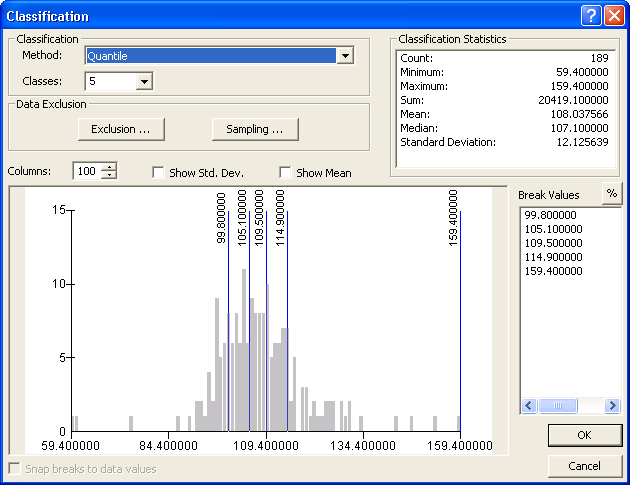 Classification
Classification
Method:
Quantile
Classes:
5
Data Exclusion
Exclusion ...
Sampling ...
Classification Statistics
Count: 189
Minimum: 59.400000
Maximum: 159.400000
Sum: 20419.100000
Mean: 108.037566
Median: 107.100000
Standard Deviation: 12.125639
Columns:
100
Show Std. Dev.
Show Mean
Break Values
%
99.800000
105.100000
109.500000
114.900000
159.400000
99.800000
105.100000
109.500000
114.900000
159.400000
15
10
5
0
59.400000
84.400000
109.400000
134.400000
159.400000
Snap breaks to data values
OK
Cancel